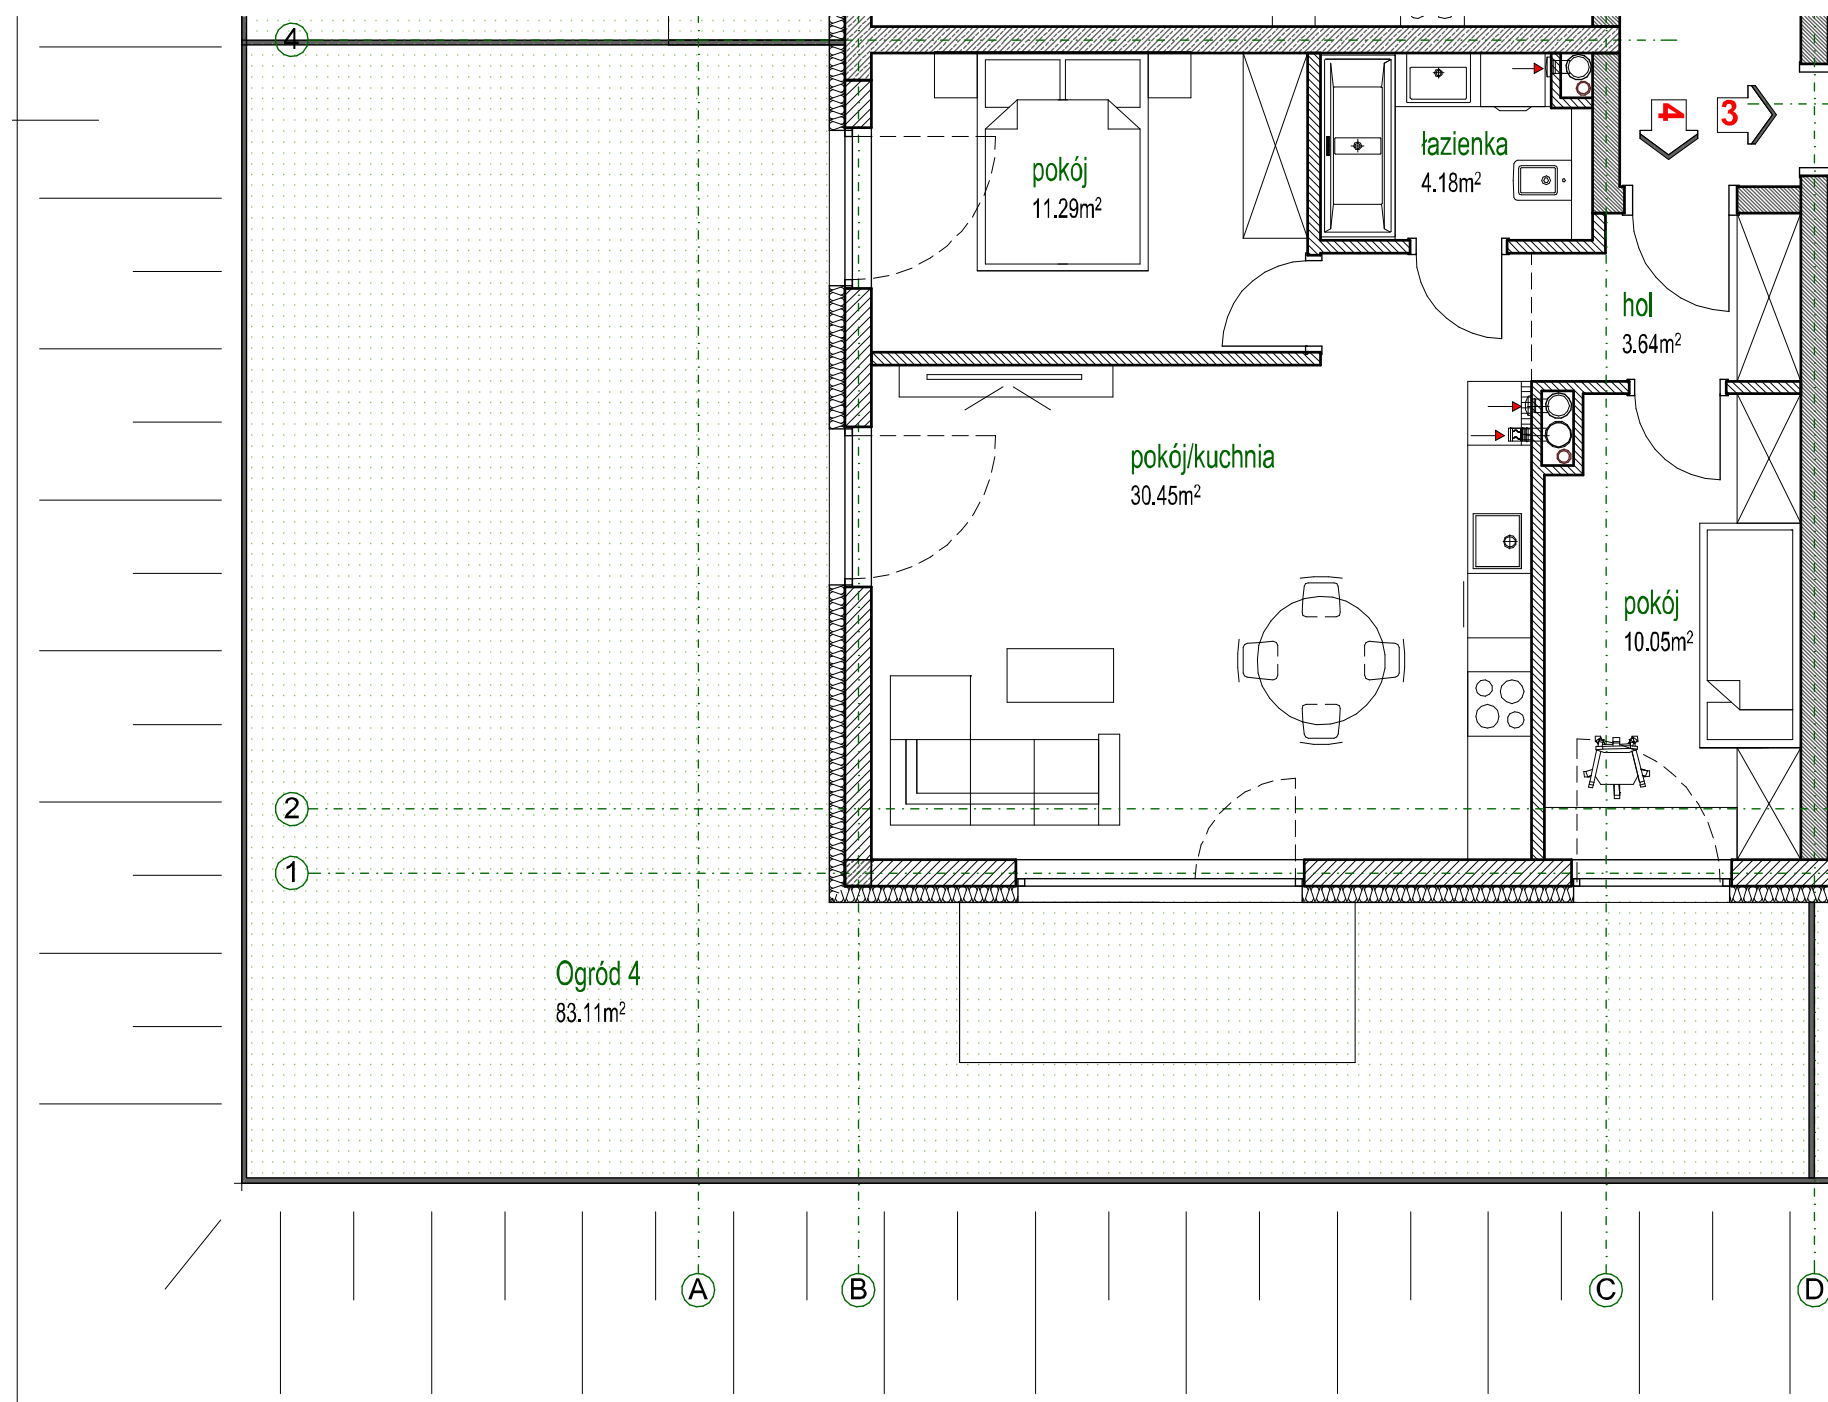 4
4
3
łazienka
4.18m²
pokój
11.29m²
hol
3.64m²
pokój/kuchnia
30.45m²
pokój
10.05m²
2
1
Ogród 4
83.11m²
A
B
C
D